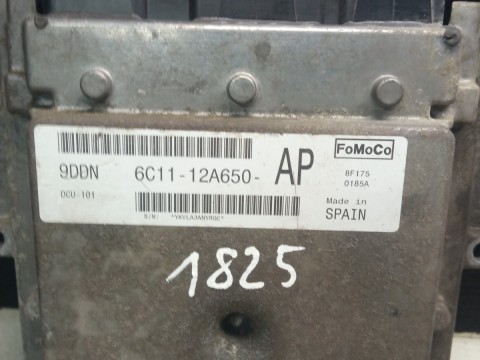 FoMoCo
9DDN 6C11-12A650- AP
8F175
0185A
DCU-101
Made in
SPAIN
S/N:
1825